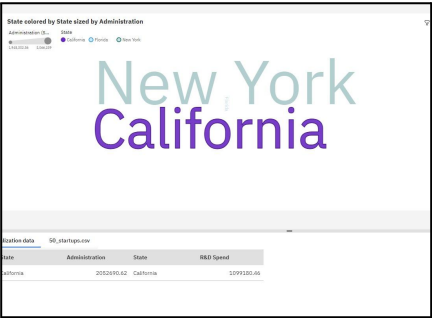 State colored by State sized by Administration
Administration (S...
State
California Florida New York
New York
California
lization data 50_startups.csv
State Administration State R&D Spend
California 2052690.62 California 1099180.46